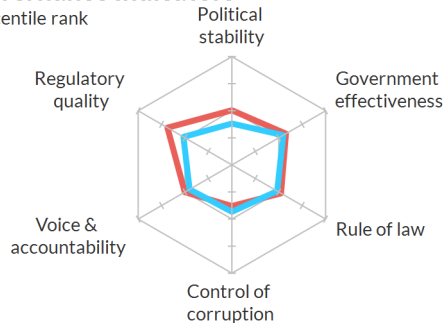 entile rank
Political
stability
Regulatory
quality
Government
effectiveness
Voice &
accountability
Rule of law
Control of
corruption